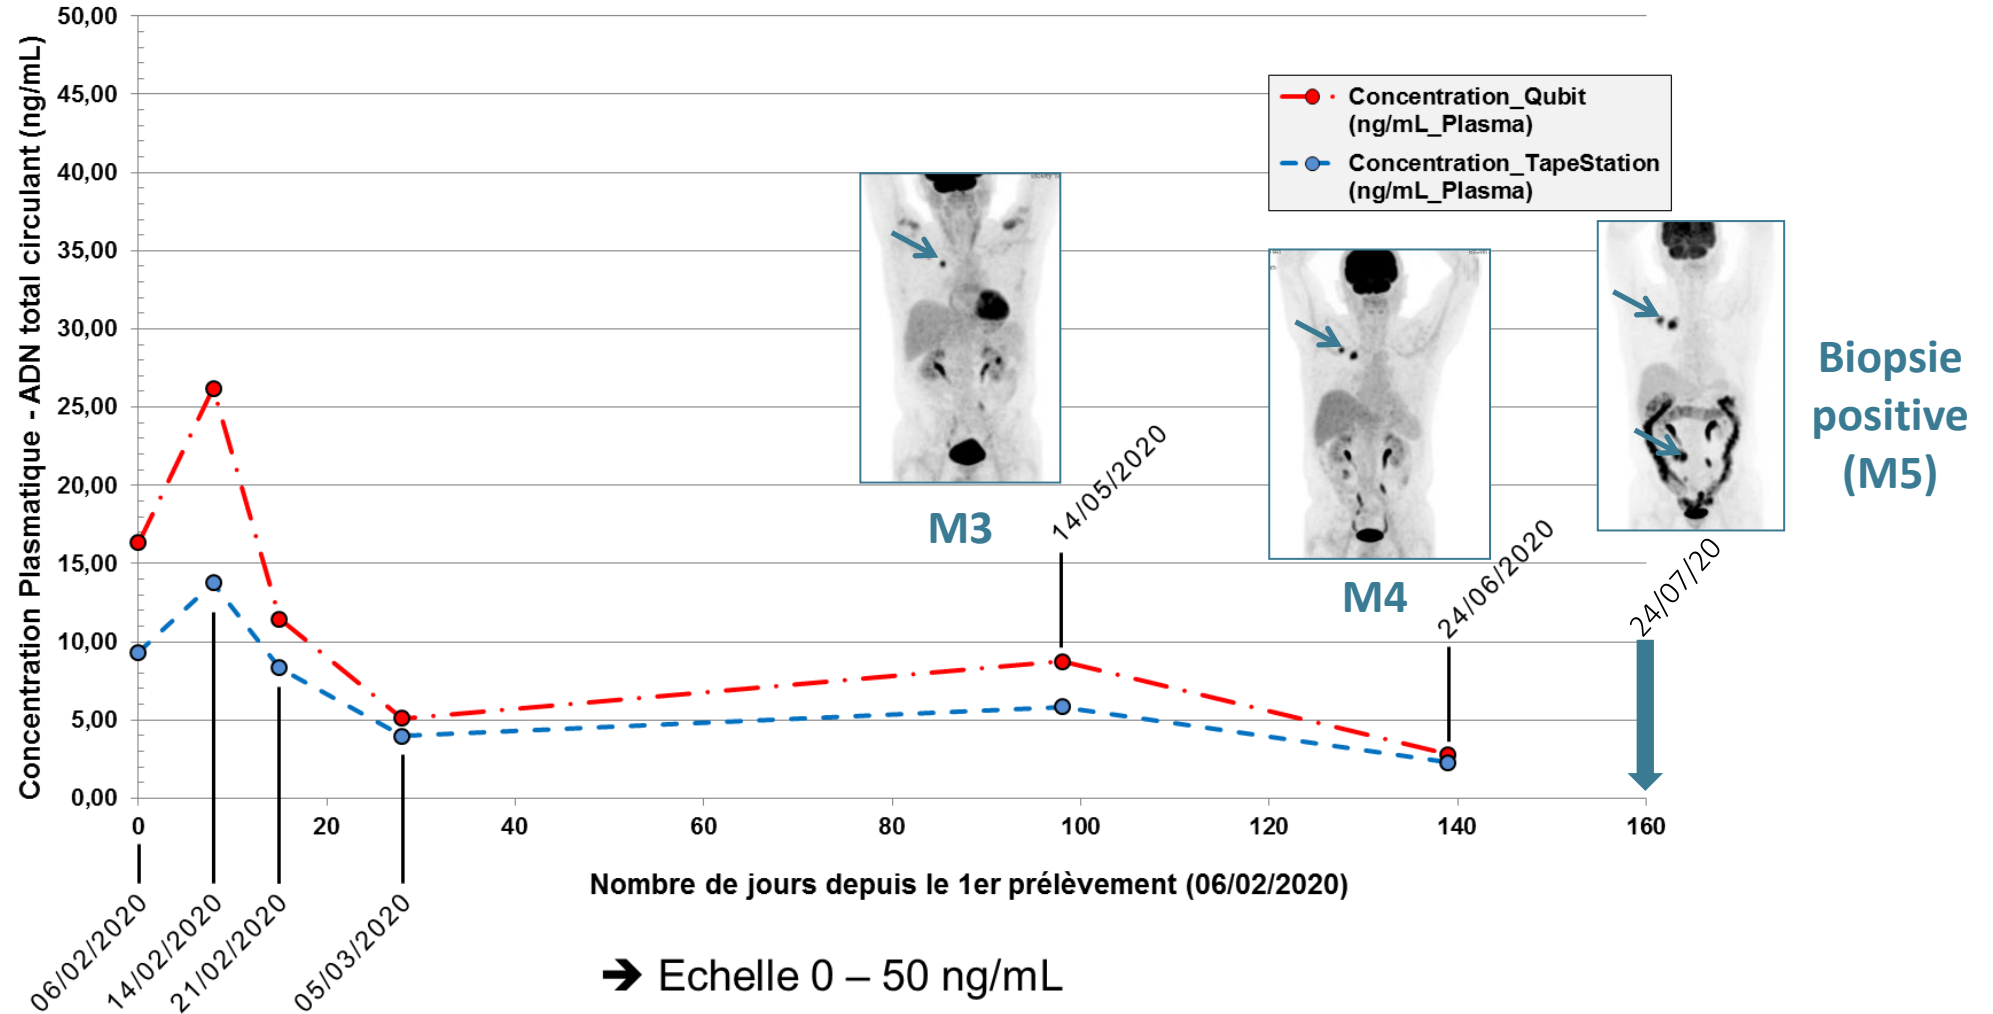 Concentration Plasmatique - ADN total circulant (ng/mL)
50,00
45,00
40,00
35,00
30,00
25,00
20,00
15,00
10,00
5,00
0,00
Concentration_Qubit
(ng/mL_Plasma)
Concentration_TapeStation
(ng/mL_Plasma)
M3
14/05/2020
M4
24/06/2020
24/07/20
Biopsie
positive
(M5)
0
20
40
60
80
100
120
140
160
Nombre de jours depuis le 1er prélèvement (06/02/2020)
06/02/2020
14/02/2020
21/02/2020
05/03/2020
➔ Echelle 0 – 50 ng/mL